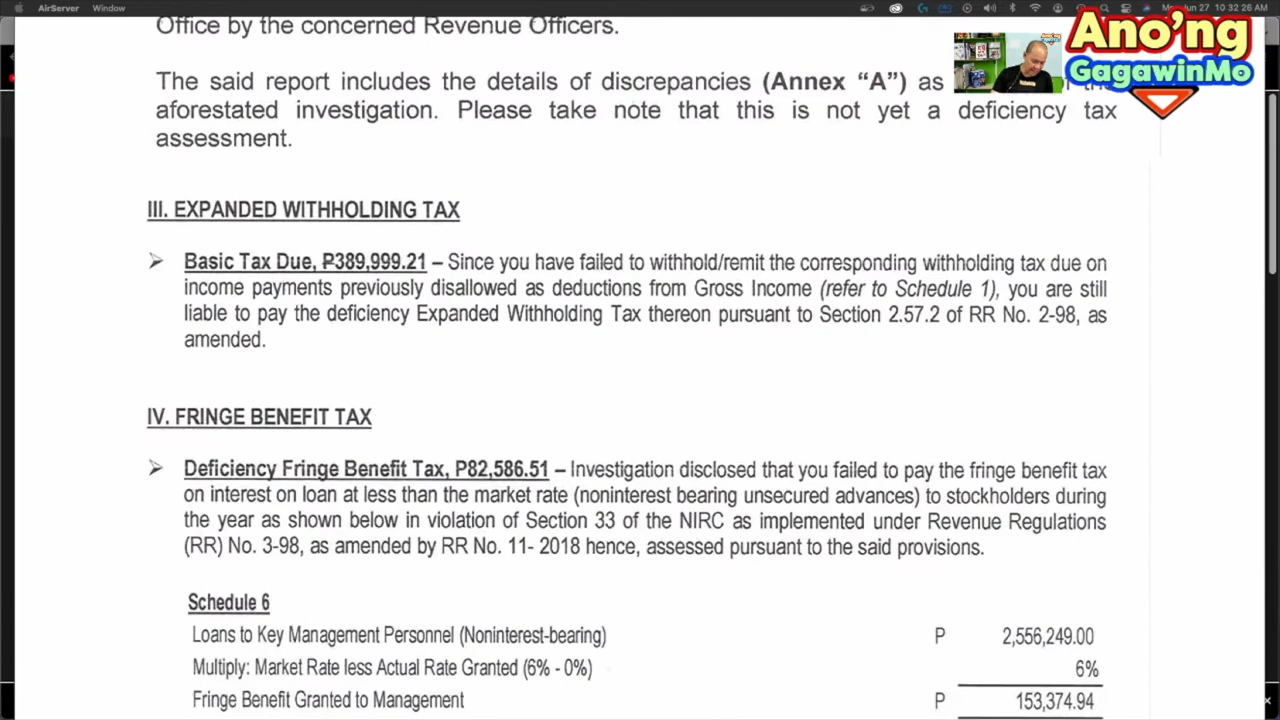 AirServer Window Mon Jun 27 10 32 26 AM
Office by the concerned Revenue Officers.
Ano'ng
GagawinMo
The said report includes the details of discrepancies (Annex “A”) as
aforestated investigation. Please take note that this is not yet a deficiency tax
assessment.
III. EXPANDED WITHHOLDING TAX
➢ Basic Tax Due, P389,999.21 – Since you have failed to withhold/remit the corresponding withholding tax due on
income payments previously disallowed as deductions from Gross Income (refer to Schedule 1), you are still
liable to pay the deficiency Expanded Withholding Tax thereon pursuant to Section 2.57.2 of RR No. 2-98, as
amended.
IV. FRINGE BENEFIT TAX
➢ Deficiency Fringe Benefit Tax, P82,586.51 – Investigation disclosed that you failed to pay the fringe benefit tax
on interest on loan at less than the market rate (noninterest bearing unsecured advances) to stockholders during
the year as shown below in violation of Section 33 of the NIRC as implemented under Revenue Regulations
(RR) No. 3-98, as amended by RR No. 11- 2018 hence, assessed pursuant to the said provisions.
Schedule 6
Loans to Key Management Personnel (Noninterest-bearing) P 2,556,249.00
Multiply: Market Rate less Actual Rate Granted (6% - 0%) 6%
Fringe Benefit Granted to Management P 153,374.94